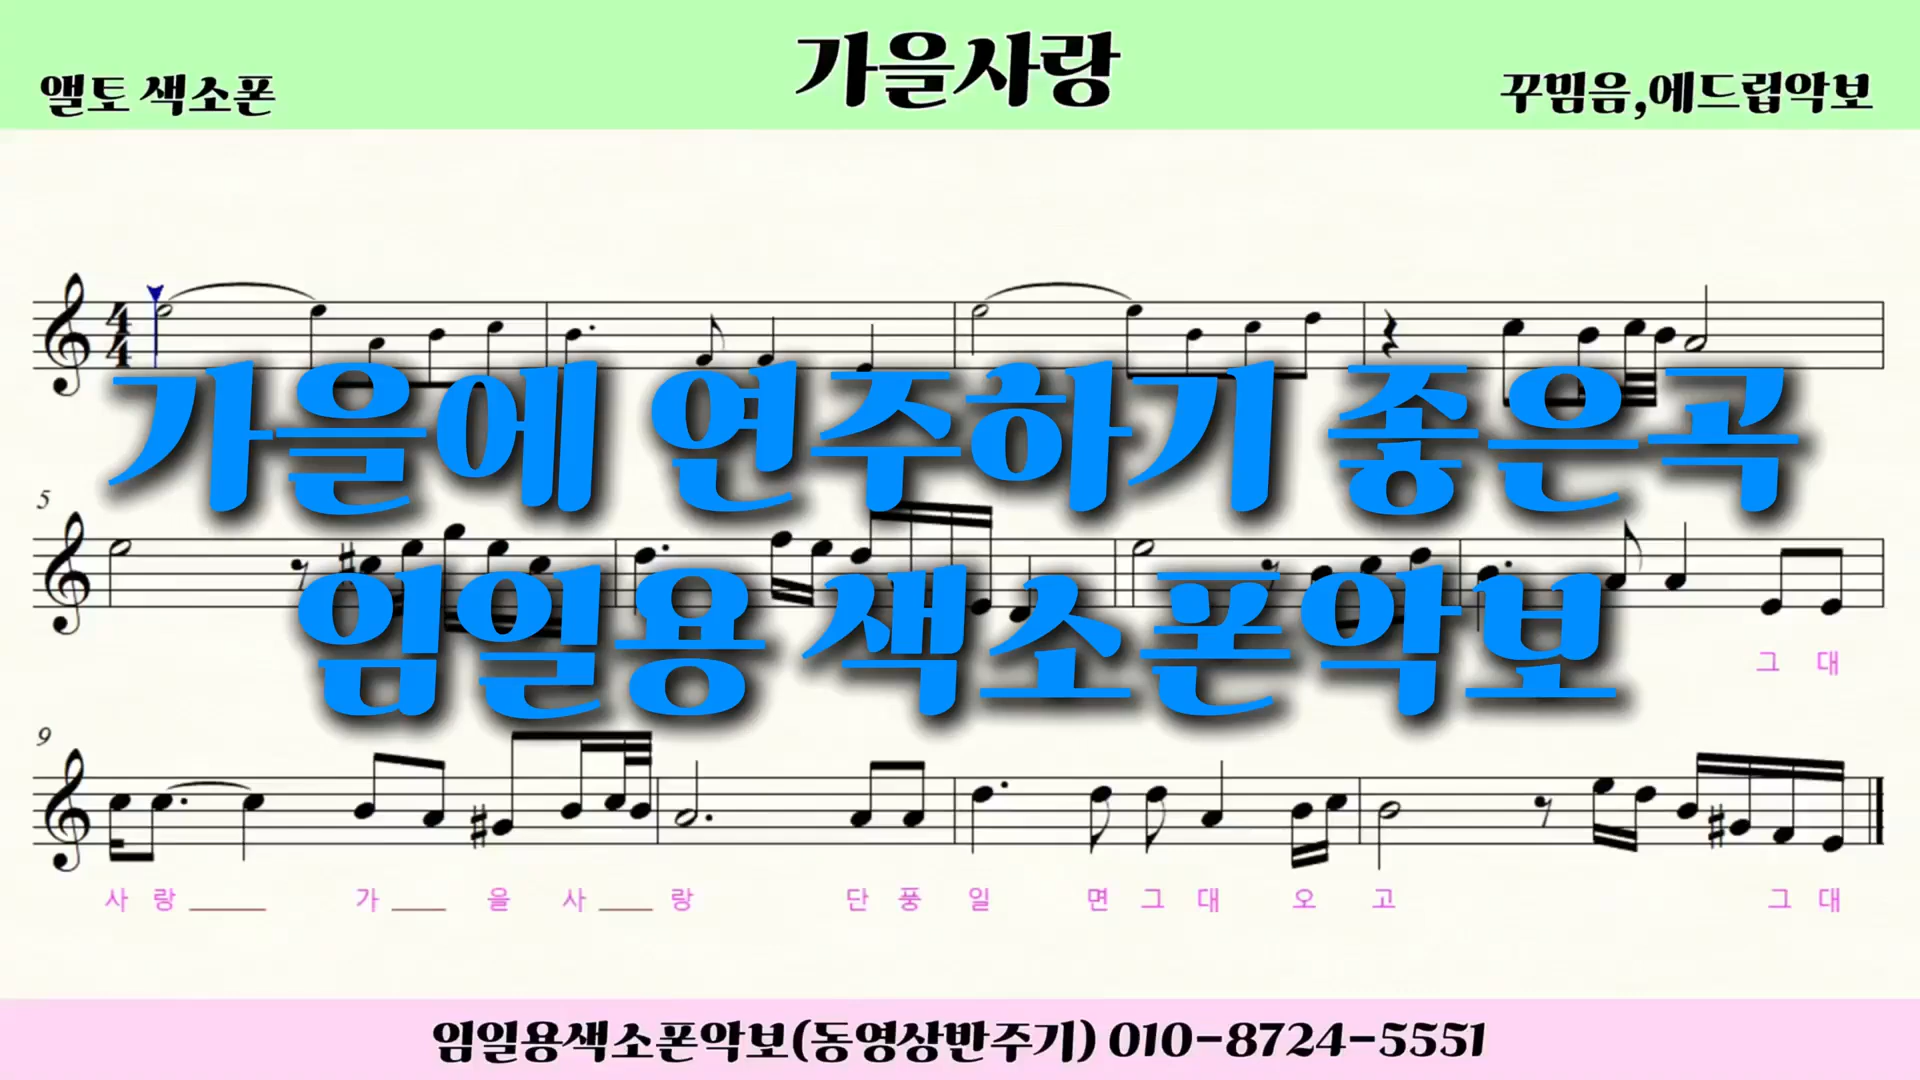 가을사랑
앨토 색소폰
꾸밈음,에드립악보
가을에 연주하기 좋은곡
5
임일용 색소폰악보
그 대
9
사 랑 가 을 사 랑 단 풍 일 면 그 대 오 고 그 대
임일용색소폰악보(동영상반주기) 010-8724-5551